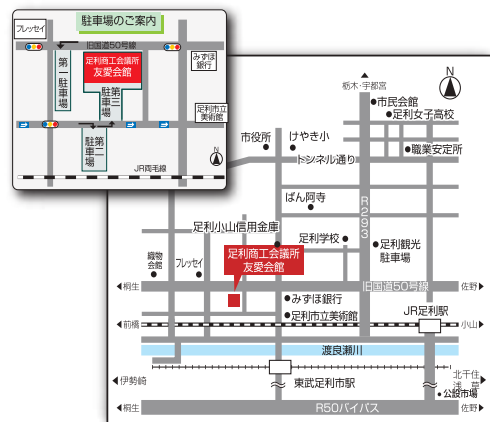 駐車場のご案内
フレッセイ
旧国道50号線
みずほ
銀行
足利商工会議所
友愛会館
第一駐車場
第三
駐車場
足利市立
美術館
第二
駐車場
N
JR両毛線
N
栃木・宇都宮
市民会館
足利女子高校
市役所
けやき小
職業安定所
トンネル通り
ばん阿寺
R293
足利小山信用金庫
足利学校
足利観光
駐車場
織物
会館
フレッセイ
足利商工会議所
友愛会館
桐生
旧国道50号線
佐野
みずほ銀行
足利市立美術館
JR足利駅
前橋
小山
渡良瀬川
伊勢崎
東武足利市駅
北千住
浅草
公設市場
桐生
R50バイパス
佐野